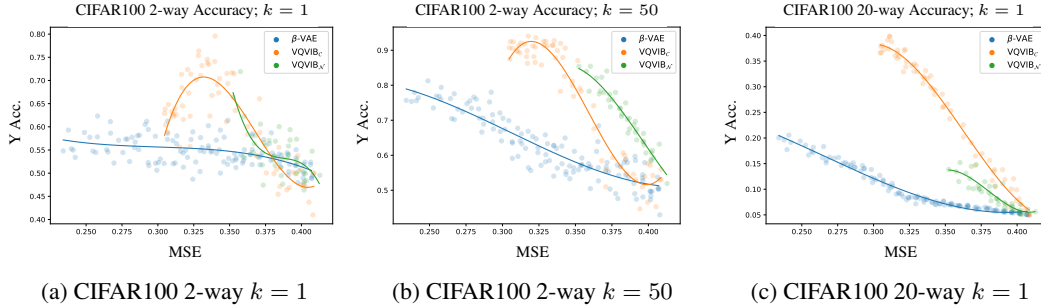 CIFAR100 2-way Accuracy; k = 1
0.80
0.75
0.70
0.65
0.60
0.55
0.50
0.45
0.40
Y Acc.
0.250 0.275 0.300 0.325 0.350 0.375 0.400
MSE
β-VAE
VQVIB_C
VQVIB_N
(a) CIFAR100 2-way k = 1
CIFAR100 2-way Accuracy; k = 50
0.9
0.8
0.7
0.6
0.5
Y Acc.
0.250 0.275 0.300 0.325 0.350 0.375 0.400
MSE
β-VAE
VQVIB_C
VQVIB_N
(b) CIFAR100 2-way k = 50
CIFAR100 20-way Accuracy; k = 1
0.40
0.35
0.30
0.25
0.20
0.15
0.10
0.05
Y Acc.
0.250 0.275 0.300 0.325 0.350 0.375 0.400
MSE
β-VAE
VQVIB_C
VQVIB_N
(c) CIFAR100 20-way k = 1